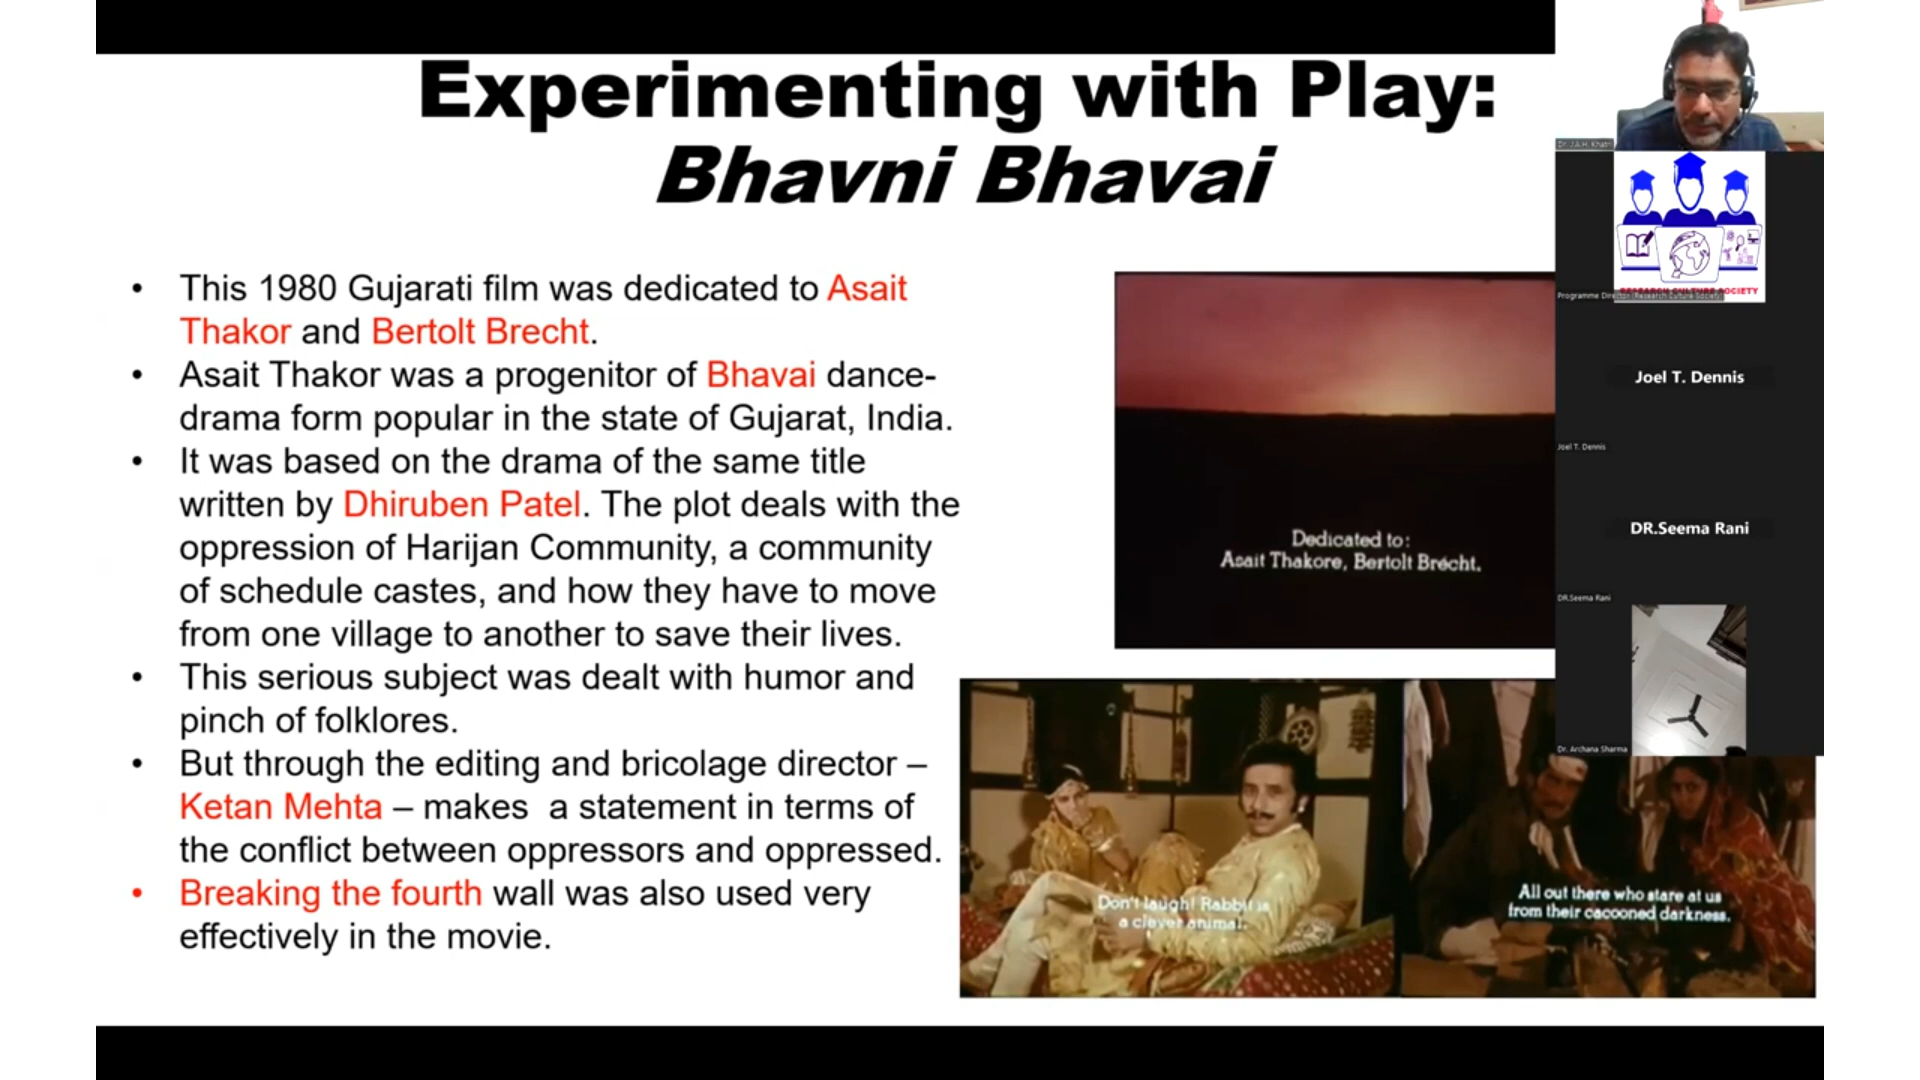 Experimenting with Play:
Bhavni Bhavai
• This 1980 Gujarati film was dedicated to Asait
Thakor and Bertolt Brecht.
• Asait Thakor was a progenitor of Bhavai dance-
drama form popular in the state of Gujarat, India.
• It was based on the drama of the same title
written by Dhiruben Patel. The plot deals with the
oppression of Harijan Community, a community
of schedule castes, and how they have to move
from one village to another to save their lives.
• This serious subject was dealt with humor and
pinch of folklores.
• But through the editing and bricolage director –
Ketan Mehta – makes a statement in terms of
the conflict between oppressors and oppressed.
• Breaking the fourth wall was also used very
effectively in the movie.
Dedicated to:
Asait Thakore, Bertolt Brecht.
Don't laugh! Rabbit is
a clever animal.
All out there who stare at us
from their cacooned darkness.
Dr. J.A.H. Khatri
RESEARCH CULTURE SOCIETY
Programme Director (Research Culture Society)
Joel T. Dennis
Joel T. Dennis
DR.Seema Rani
DR.Seema Rani
Dr. Archana Sharma